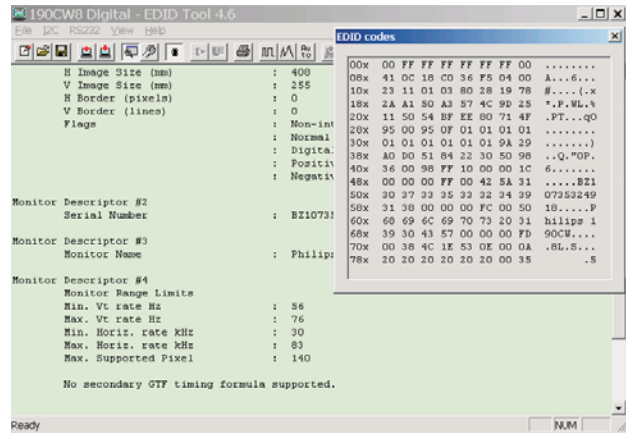 190CW8 Digital - EDID Tool 4.6
File I2C RS232 View Help
H Image Size (mm) : 408
V Image Size (mm) : 255
H Border (pixels) : 0
V Border (lines) : 0
Flags : Non-int
: Normal
: Digita
: Positiv
: Negativ
Monitor Descriptor #2
Serial Number : BZ10735
Monitor Descriptor #3
Monitor Name : Philips
Monitor Descriptor #4
Monitor Range Limits
Min. Vt rate Hz : 56
Max. Vt rate Hz : 76
Min. Horiz. rate kHz : 30
Max. Horiz. rate kHz : 83
Max. Supported Pixel : 140
No secondary GTF timing formula supported.
Ready
NUM
EDID codes
00x 00 FF FF FF FF FF FF 00 ........
08x 41 0C 18 C0 36 F5 04 00 A...6...
10x 23 11 01 03 80 28 19 78 #....(.x
18x 2A A1 50 A3 57 4C 9D 25 *.P.WL.%
20x 11 50 54 BF EE 80 71 4F .PT...qO
28x 95 00 95 0F 01 01 01 01 ........
30x 01 01 01 01 01 01 9A 29 .......)
38x A0 D0 51 84 22 30 50 98 ..Q."0P.
40x 36 00 98 FF 10 00 00 1C 6.......
48x 00 00 00 FF 00 42 5A 31 .....BZ1
50x 30 37 33 35 33 32 34 39 07353249
58x 31 38 00 00 00 FC 00 50 18.....P
60x 68 69 6C 69 70 73 20 31 hilips 1
68x 39 30 43 57 00 00 00 FD 90CW....
70x 00 38 4C 1E 53 0E 00 0A .8L.S...
78x 20 20 20 20 20 20 00 35 .5